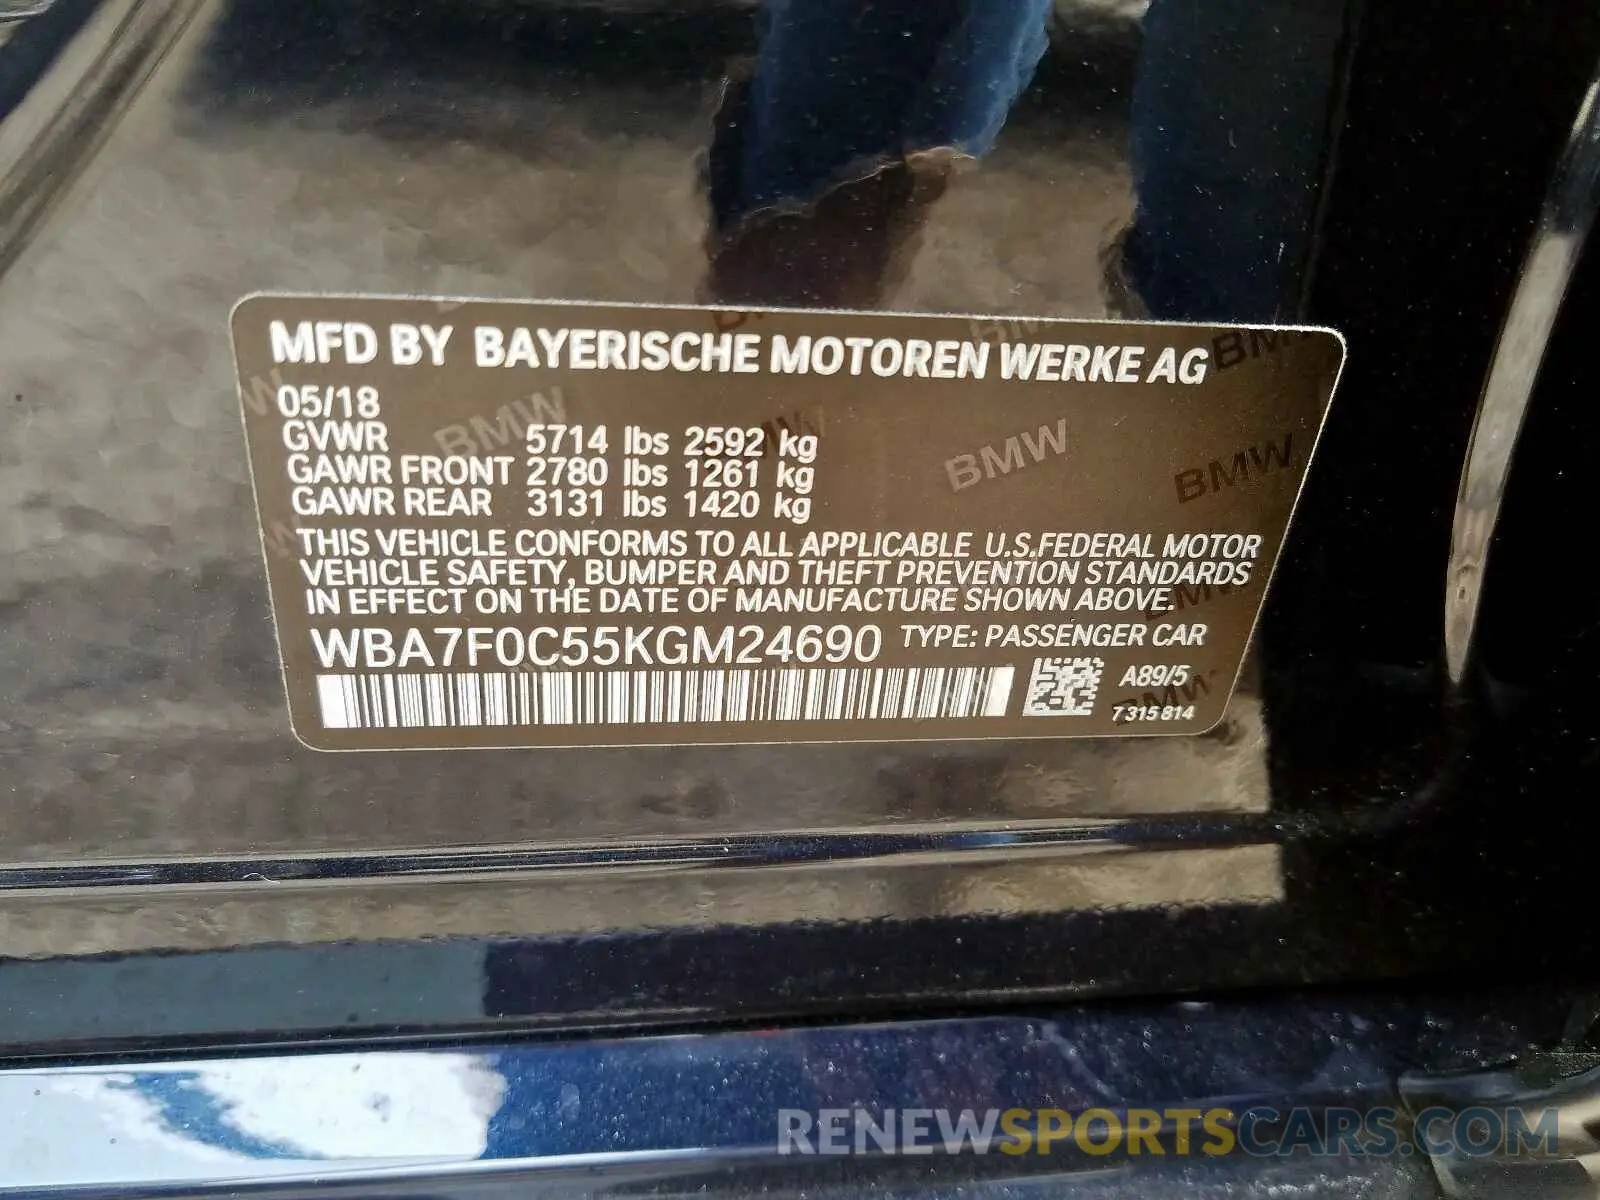 MFD BY BAYERISCHE MOTOREN WERKE AG
05/18
GVWR 5714 lbs 2592 kg
GAWR FRONT 2780 lbs 1261 kg
GAWR REAR 3131 lbs 1420 kg
THIS VEHICLE CONFORMS TO ALL APPLICABLE U.S.FEDERAL MOTOR
VEHICLE SAFETY, BUMPER AND THEFT PREVENTION STANDARDS
IN EFFECT ON THE DATE OF MANUFACTURE SHOWN ABOVE.
WBA7F0C55KGM24690 TYPE: PASSENGER CAR
A89/5
7315814
RENEWSPORTSCARS.COM